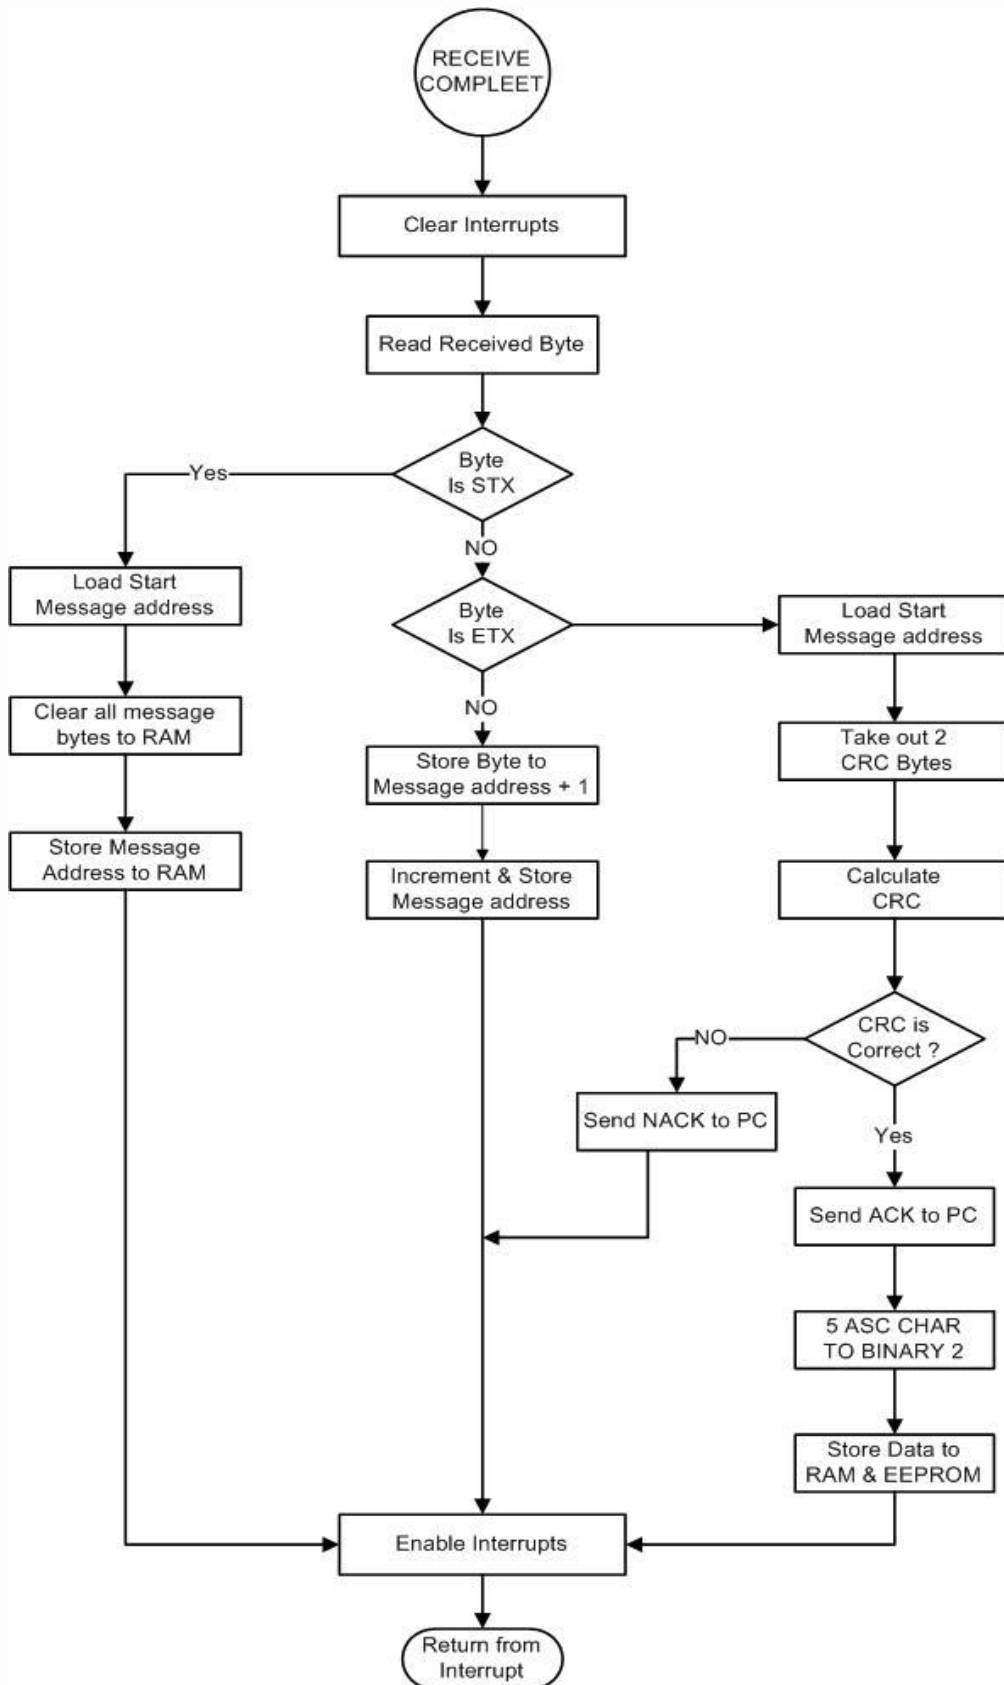 RECEIVE
COMPLEET
Clear Interrupts
Read Received Byte
Byte
Is STX
Yes
NO
Load Start
Message address
Byte
Is ETX
Load Start
Message address
Clear all message
bytes to RAM
NO
Store Byte to
Message address + 1
Take out 2
CRC Bytes
Store Message
Address to RAM
Increment & Store
Message address
Calculate
CRC
CRC is
Correct ?
NO
Send NACK to PC
Yes
Send ACK to PC
5 ASC CHAR
TO BINARY 2
Store Data to
RAM & EEPROM
Enable Interrupts
Return from
Interrupt